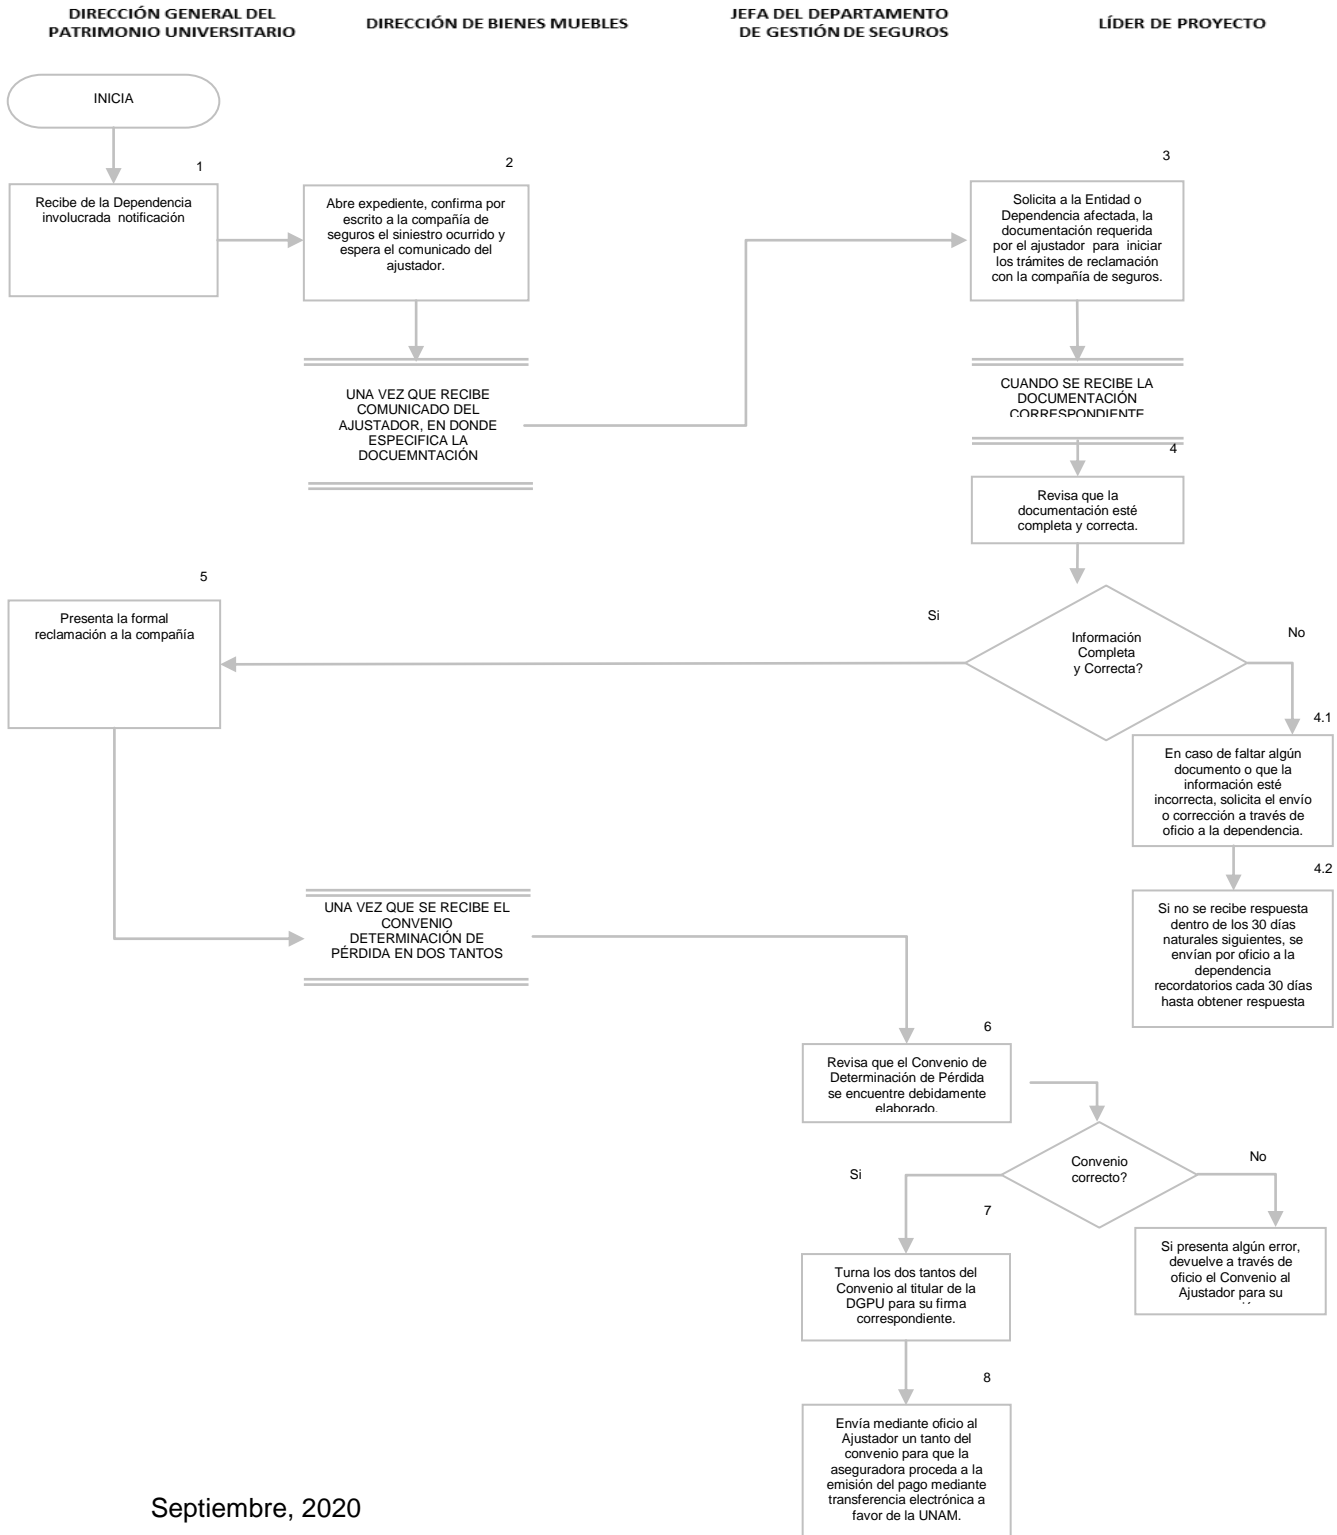 DIRECCIÓN GENERAL DEL
PATRIMONIO UNIVERSITARIO
DIRECCIÓN DE BIENES MUEBLES
JEFA DEL DEPARTAMENTO
DE GESTIÓN DE SEGUROS
LÍDER DE PROYECTO
INICIA
1
Recibe de la Dependencia
involucrada notificación
2
Abre expediente, confirma por
escrito a la compañía de
seguros el siniestro ocurrido y
espera el comunicado del
ajustador.
3
Solicita a la Entidad o
Dependencia afectada, la
documentación requerida
por el ajustador para iniciar
los trámites de reclamación
con la compañía de seguros.
UNA VEZ QUE RECIBE
COMUNICADO DEL
AJUSTADOR, EN DONDE
ESPECIFICA LA
DOCUEMNTACIÓN
CUANDO SE RECIBE LA
DOCUMENTACIÓN
CORRESPONDIENTE
4
Revisa que la
documentación esté
completa y correcta.
5
Presenta la formal
reclamación a la compañía
Si
Información
Completa
y Correcta?
No
4.1
En caso de faltar algún
documento o que la
información esté
incorrecta, solicita el envío
o corrección a través de
oficio a la dependencia.
4.2
Si no se recibe respuesta
dentro de los 30 días
naturales siguientes, se
envían por oficio a la
dependencia
recordatorios cada 30 días
hasta obtener respuesta
UNA VEZ QUE SE RECIBE EL
CONVENIO
DETERMINACIÓN DE
PÉRDIDA EN DOS TANTOS
6
Revisa que el Convenio de
Determinación de Pérdida
se encuentre debidamente
elaborado.
Convenio
correcto?
Si
No
7
Turna los dos tantos del
Convenio al titular de la
DGPU para su firma
correspondiente.
Si presenta algún error,
devuelve a través de
oficio el Convenio al
Ajustador para su
8
Envía mediante oficio al
Ajustador un tanto del
convenio para que la
aseguradora proceda a la
emisión del pago mediante
transferencia electrónica a
favor de la UNAM.
Septiembre, 2020